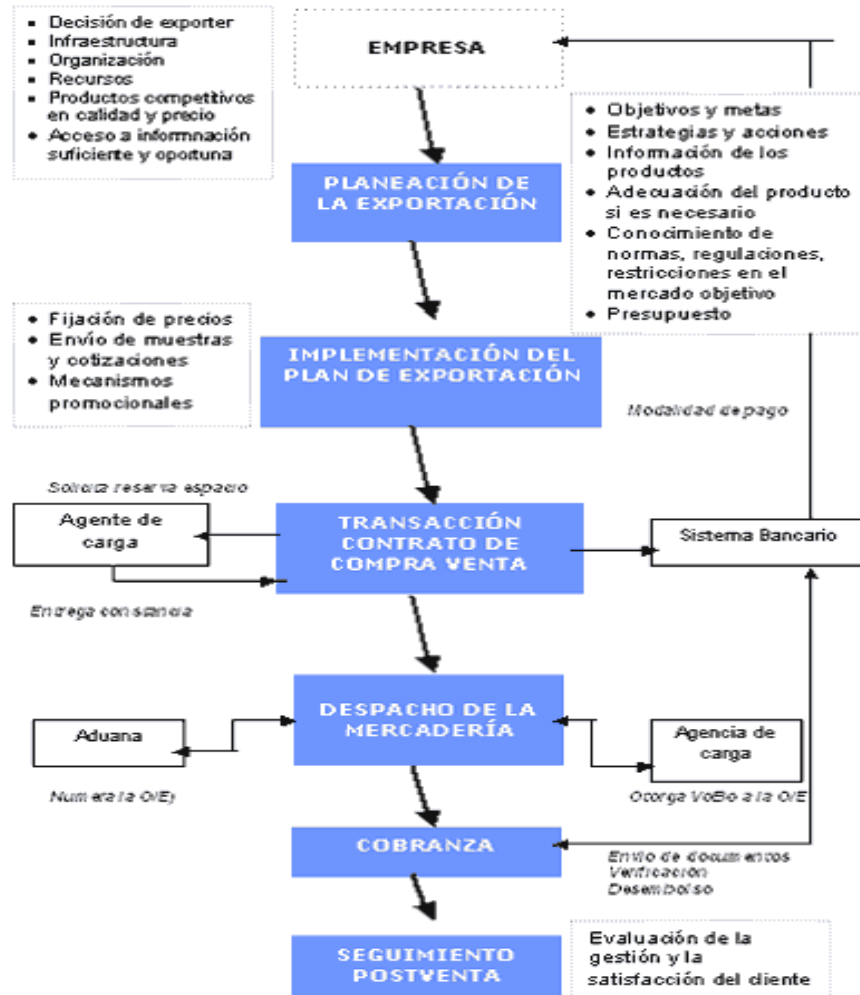 ▪ Decisión de exporter
▪ Infraestructura
▪ Organización
▪ Recursos
▪ Productos competitivos
en calidad y precio
• Acceso a informnación
suficiente y oportuna
EMPRESA
• Objetivos y metas
• Estrategias y acciones
• Información de los
productos
• Adecuación del producto
si es necesario
• Conocimiento de
normas, regulaciones,
restricciones en el
mercado objetivo
• Presupuesto
PLANEACIÓN DE
LA EXPORTACIÓN
• Fijación de precios
• Envío de muestras
y cotizaciones
• Mecanismos
promocionales
IMPLEMENTACIÓN DEL
PLAN DE EXPORTACIÓN
Modalidad de pago
Solicita reserva espacio
Agente de
carga
TRANSACCIÓN
CONTRATO DE
COMPRA VENTA
Sistema Bancario
Entrega constancia
DESPACHO DE LA
MERCADERÍA
Aduana
Agencia de
carga
Numera la O/E)
Otorga VoBo a la O/E
COBRANZA
Envío de documentos
Verificación
Desembolso
SEGUIMIENTO
POSTVENTA
Evaluación de la
gestión y la
satisfacción del cliente